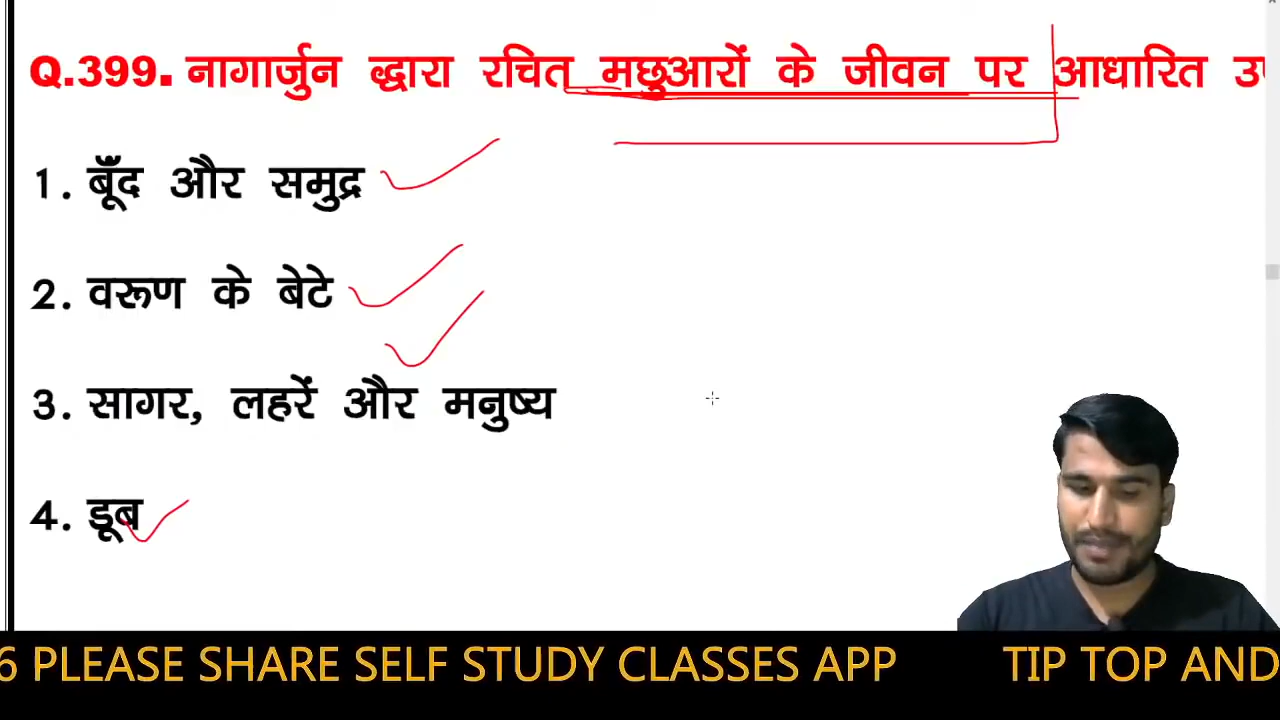 Q.399. नागार्जुन द्धारा रचित मछुआरों के जीवन पर आधारित
1. बूँद और समुद्र
2. वरूण के बेटे
3. सागर, लहरें और मनुष्य
4. डूब
6 PLEASE SHARE SELF STUDY CLASSES APP TIP TOP AND